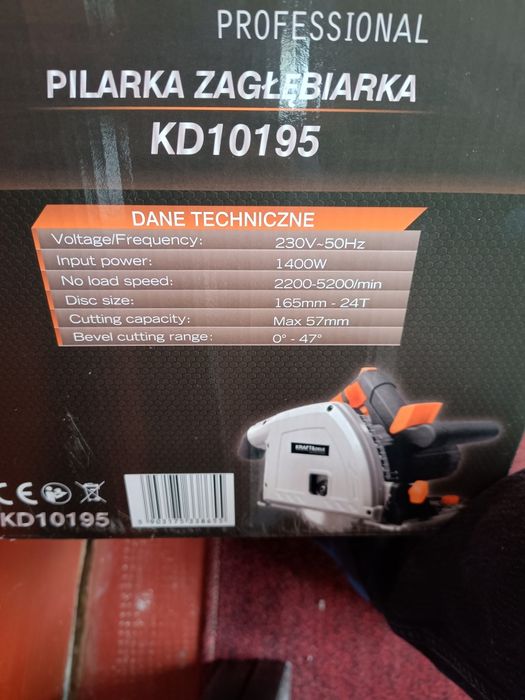 PROFESSIONAL
PILARKA ZAGŁĘBIARKA
KD10195
DANE TECHNICZNE
Voltage/Frequency: 230V~50Hz
Input power: 1400W
No load speed: 2200-5200/min
Disc size: 165mm - 24T
Cutting capacity: Max 57mm
Bevel cutting range: 0° - 47°
CE
KD10195